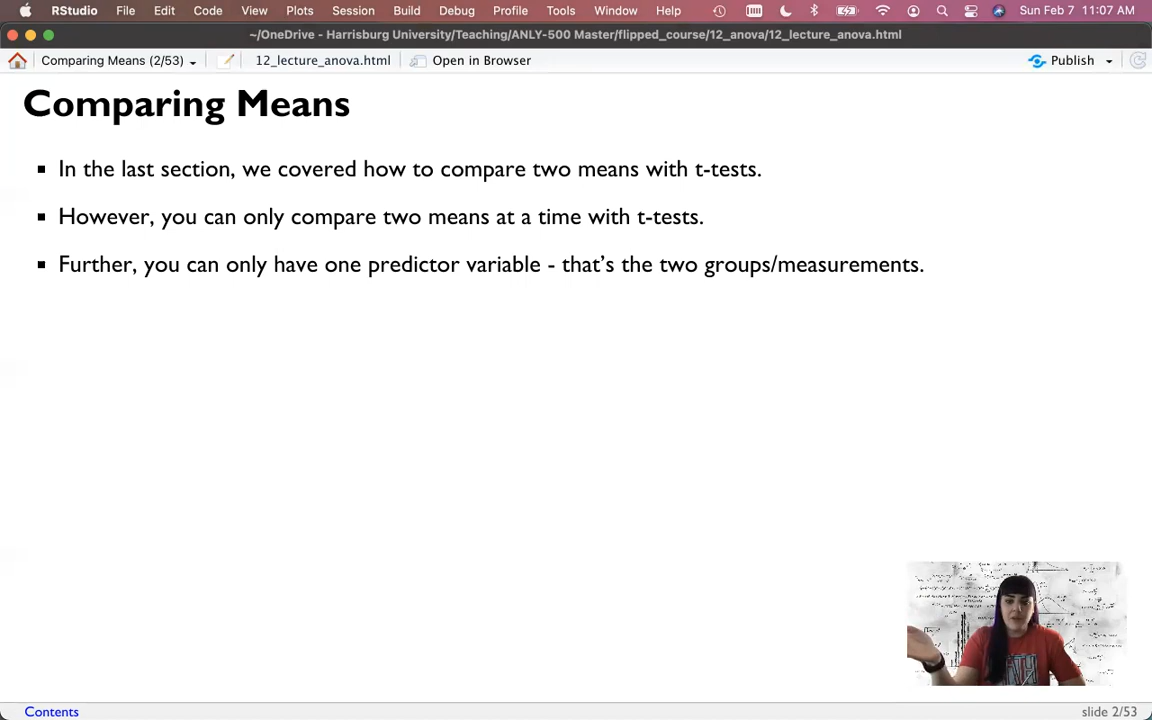 RStudio File Edit Code View Plots Session Build Debug Profile Tools Window Help Sun Feb 7 11:07 AM
~/OneDrive - Harrisburg University/Teaching/ANLY-500 Master/flipped_course/12_anova/12_lecture_anova.html
Comparing Means (2/53) 12_lecture_anova.html Open in Browser Publish
Comparing Means
In the last section, we covered how to compare two means with t-tests.
However, you can only compare two means at a time with t-tests.
Further, you can only have one predictor variable - that’s the two groups/measurements.
Contents slide 2/53